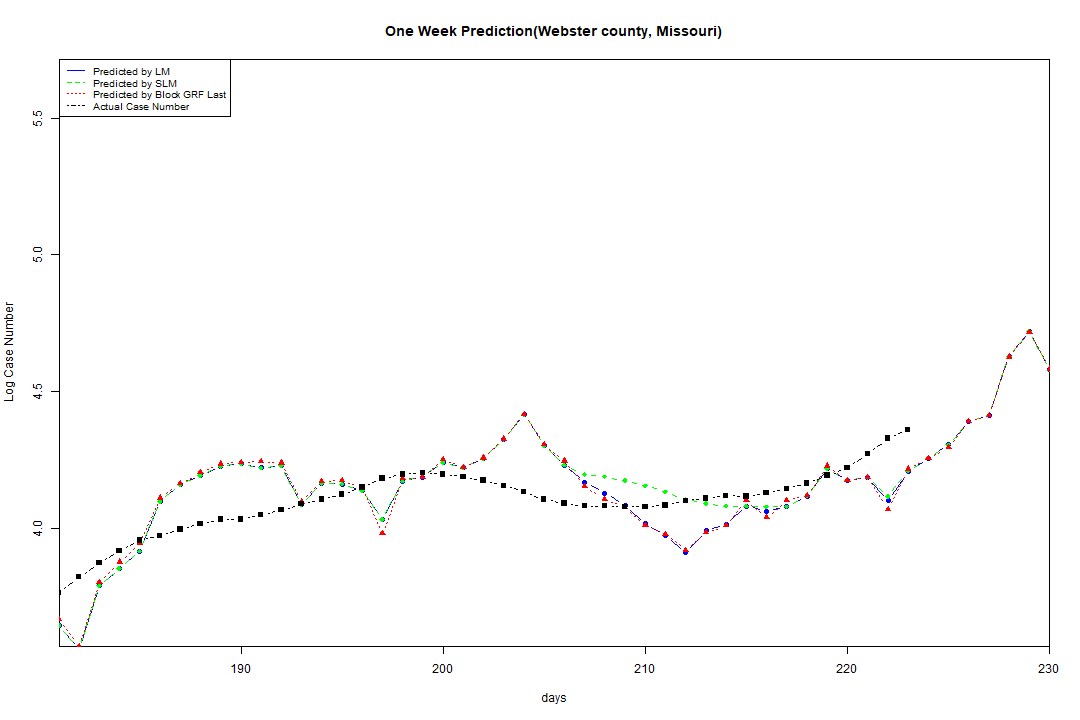 One Week Prediction(Webster county, Missouri)
Predicted by LM
Predicted by SLM
Predicted by Block GRF Last
Actual Case Number
5.5
5.0
4.5
4.0
Log Case Number
190
200
210
220
230
days